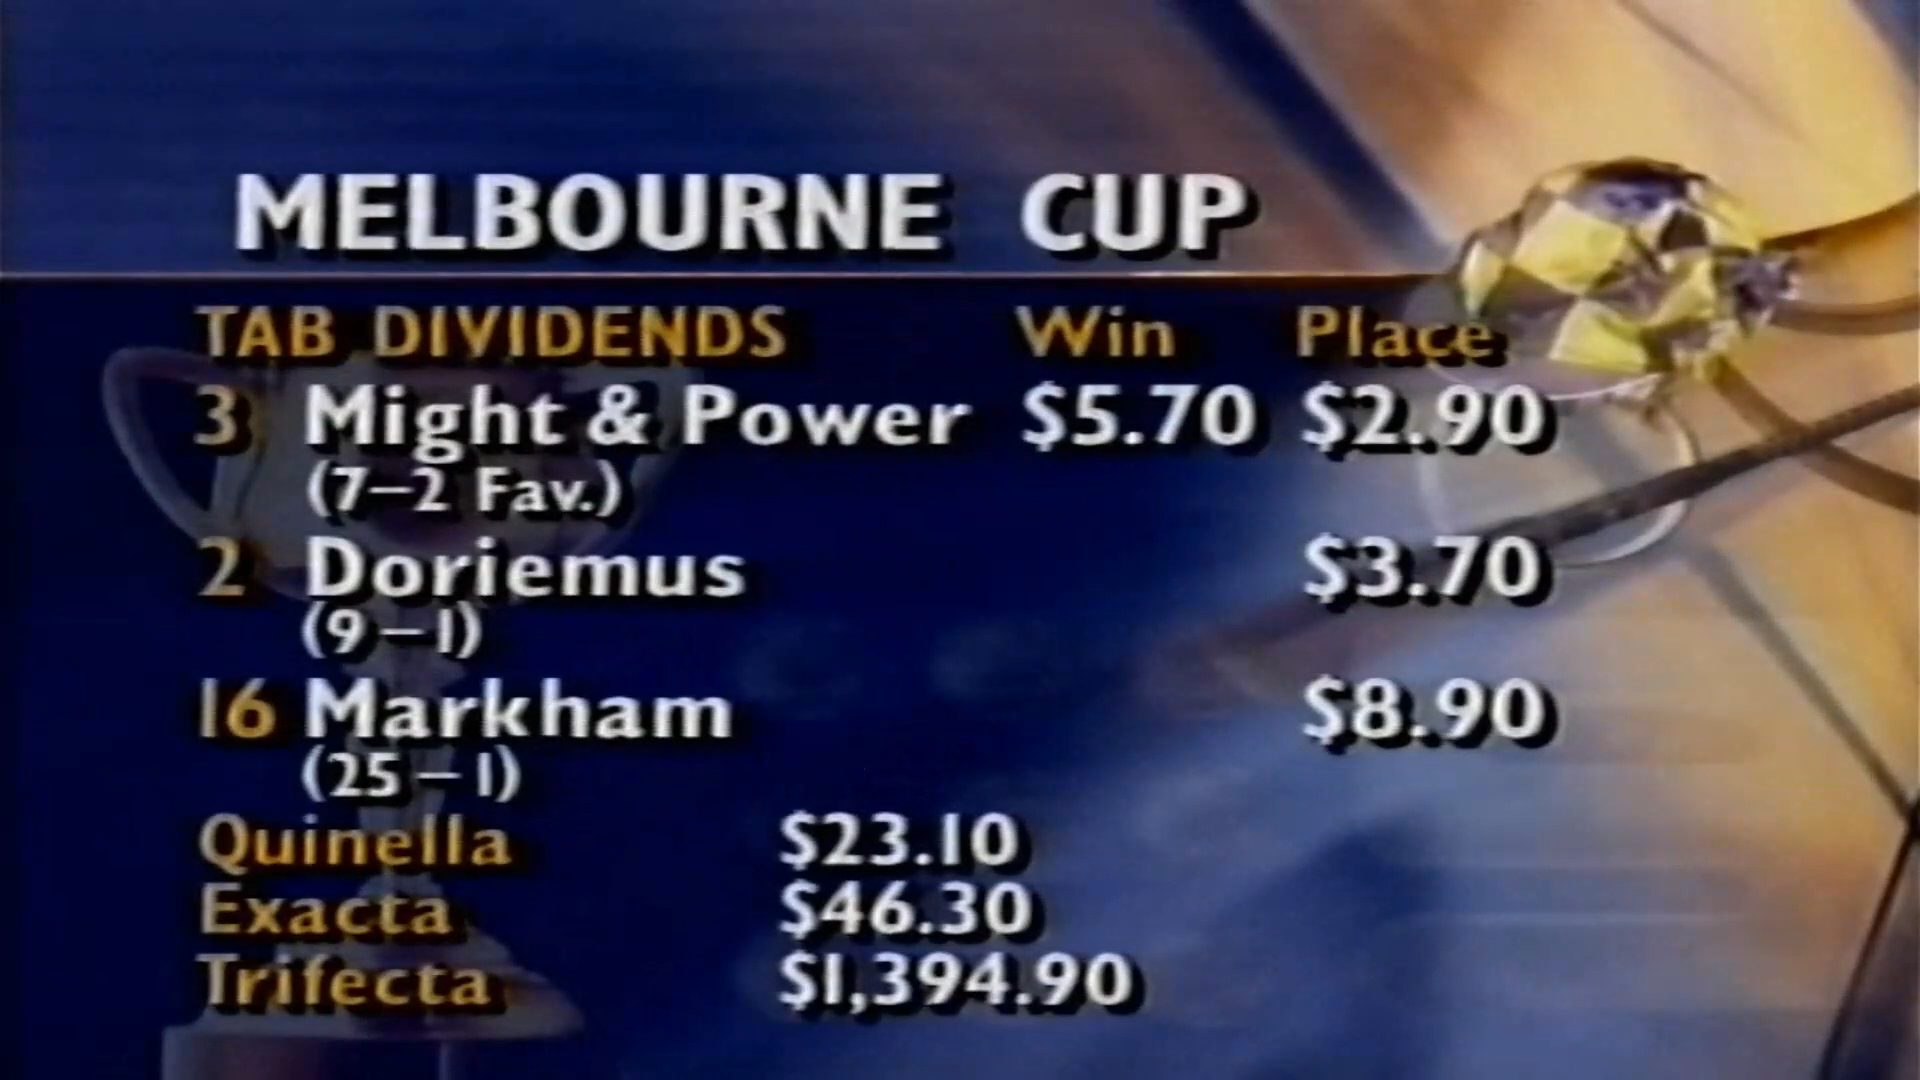 MELBOURNE CUP
TAB DIVIDENDS Win Place
3 Might & Power $5.70 $2.90
(7–2 Fav.)
2 Doriemus $3.70
(9–1)
16 Markham $8.90
(25–1)
Quinella $23.10
Exacta $46.30
Trifecta $1,394.90